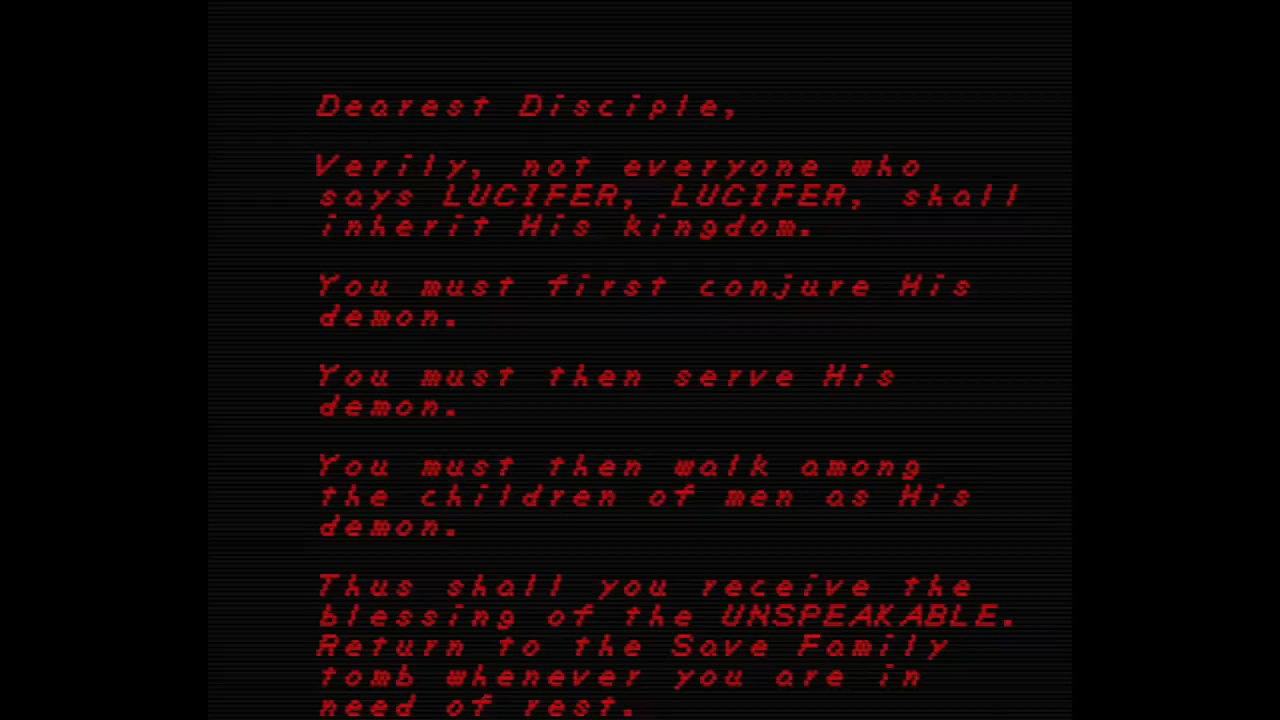 Dearest Disciple,
Verily, not everyone who
says LUCIFER, LUCIFER, shall
inherit His kingdom.
You must first conjure His
demon.
You must then serve His
demon.
You must then walk among
the children of men as His
demon.
Thus shall you receive the
blessing of the UNSPEAKABLE.
Return to the Save Family
tomb whenever you are in
need of rest.